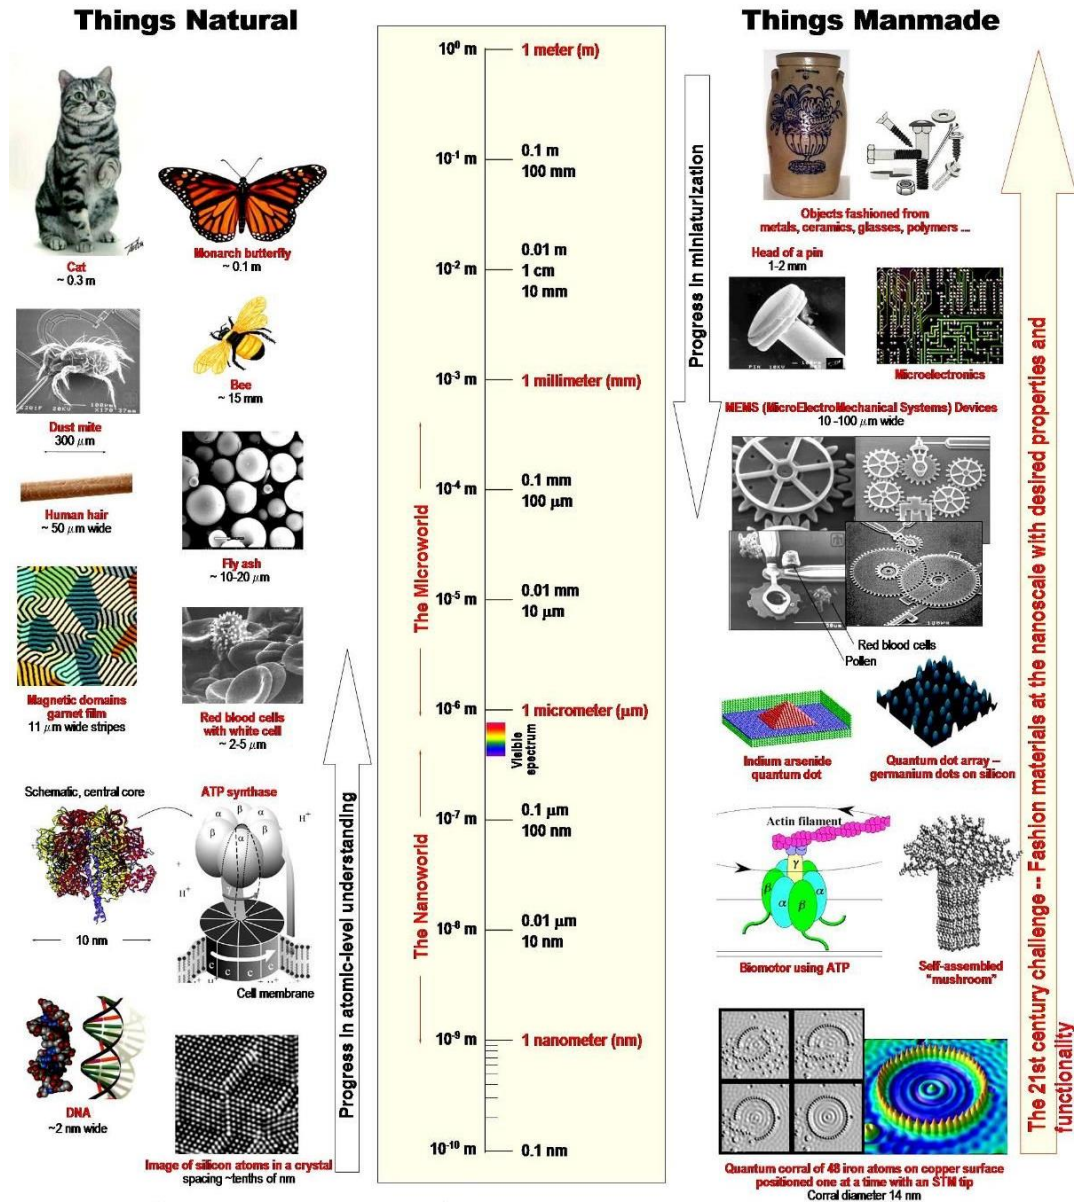 Things Natural
Things Manmade
Cat
~ 0.3 m
Monarch butterfly
~ 0.1 m
Dust mite
300 μm
Bee
~ 15 mm
Human hair
~ 50 μm wide
Fly ash
~ 10-20 μm
Magnetic domains
garnet film
11 μm wide stripes
Red blood cells
with white cell
~ 2-5 μm
Schematic, central core
ATP synthase
10 nm
Cell membrane
DNA
~2 nm wide
Image of silicon atoms in a crystal
spacing ~tenths of nm
Progress in atomic-level understanding
10⁰ m
1 meter (m)
10⁻¹ m
0.1 m
100 mm
10⁻² m
0.01 m
1 cm
10 mm
10⁻³ m
1 millimeter (mm)
The Microworld
10⁻⁴ m
0.1 mm
100 μm
10⁻⁵ m
0.01 mm
10 μm
10⁻⁶ m
1 micrometer (μm)
Visible
spectrum
The Nanoworld
10⁻⁷ m
0.1 μm
100 nm
10⁻⁸ m
0.01 μm
10 nm
10⁻⁹ m
1 nanometer (nm)
10⁻¹⁰ m
0.1 nm
Progress in miniaturization
Objects fashioned from
metals, ceramics, glasses, polymers ...
Head of a pin
1-2 mm
Microelectronics
MEMS (MicroElectroMechanical Systems) Devices
10 -100 μm wide
Red blood cells
Pollen
Indium arsenide
quantum dot
Quantum dot array --
germanium dots on silicon
Actin filament
γ
β
α
β
α
Biomotor using ATP
Self-assembled
"mushroom"
Quantum corral of 48 iron atoms on copper surface
positioned one at a time with an STM tip
Corral diameter 14 nm
The 21st century challenge -- Fashion materials at the nanoscale with desired properties and
functionality